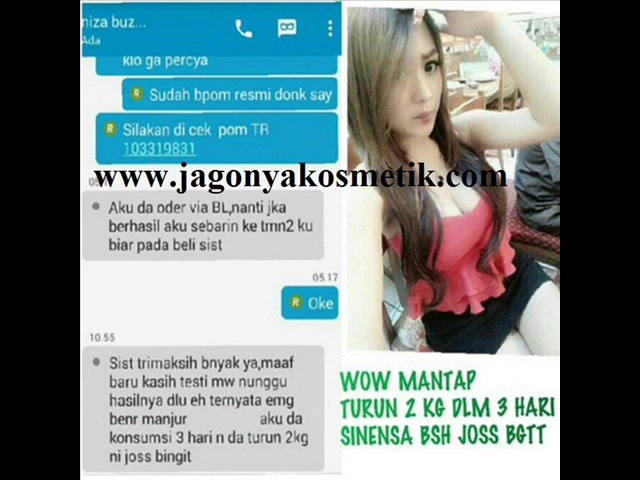 niza buz...
Ada
klo ga percya
R Sudah bpom resmi donk say
R Silakan di cek pom TR
103319831
www.jagonyakosmetik.com
Aku da oder via BL,nanti jka
berhasil aku sebarin ke tmn2 ku
biar pada beli sist
05.17
R Oke
10.55
Sist trimaksih bnyak ya,maaf
baru kasih testi mw nunggu
hasilnya dlu eh ternyata emg
benr manjur aku da
konsumsi 3 hari n da turun 2kg
ni joss bingit
WOW MANTAP
TURUN 2 KG DLM 3 HARI
SINENSA BSH JOSS BGTT